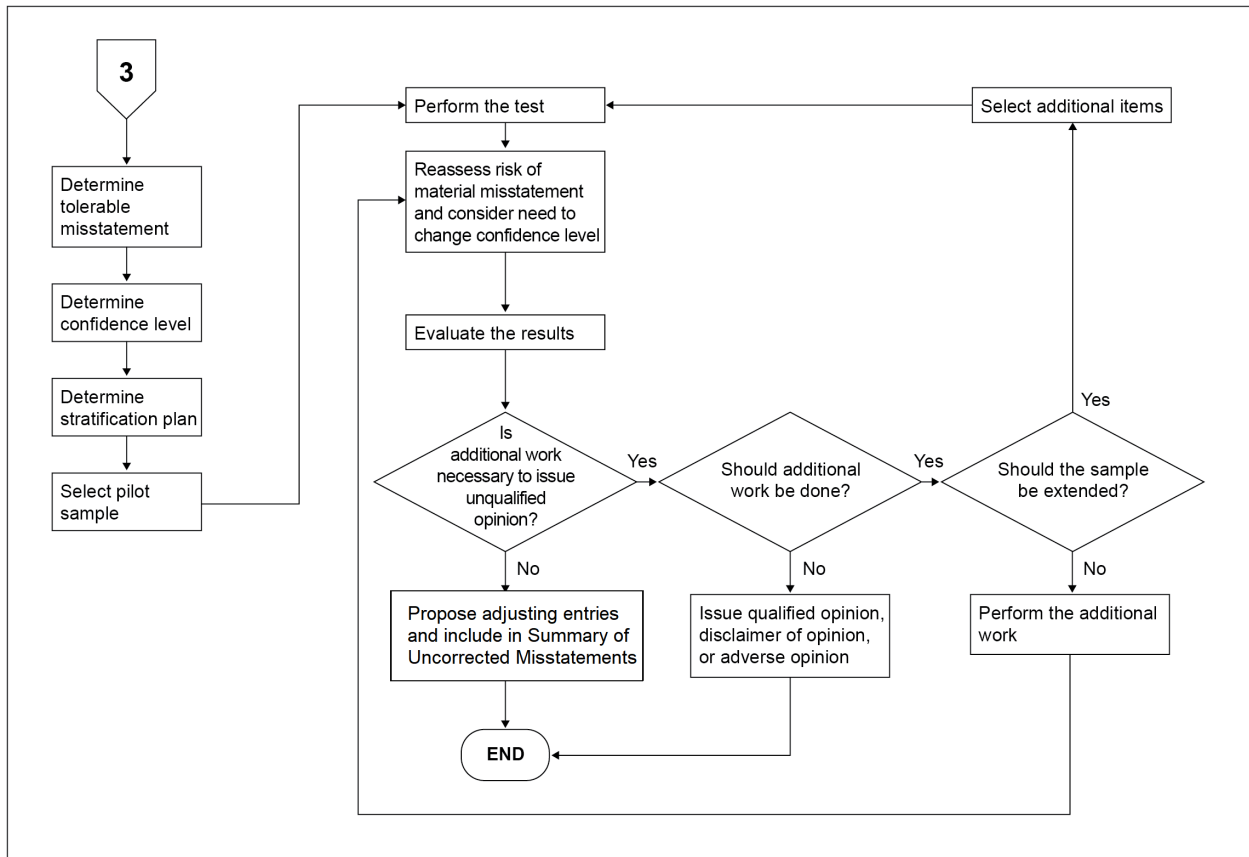 3
Determine
tolerable
misstatement
Determine
confidence level
Determine
stratification plan
Select pilot
sample
Perform the test
Reassess risk of
material misstatement
and consider need to
change confidence level
Evaluate the results
Is
additional work
necessary to issue
unqualified
opinion?
Yes
No
Propose adjusting entries
and include in Summary of
Uncorrected Misstatements
END
Should additional
work be done?
Yes
No
Issue qualified opinion,
disclaimer of opinion,
or adverse opinion
Select additional items
Yes
Should the sample
be extended?
No
Perform the additional
work